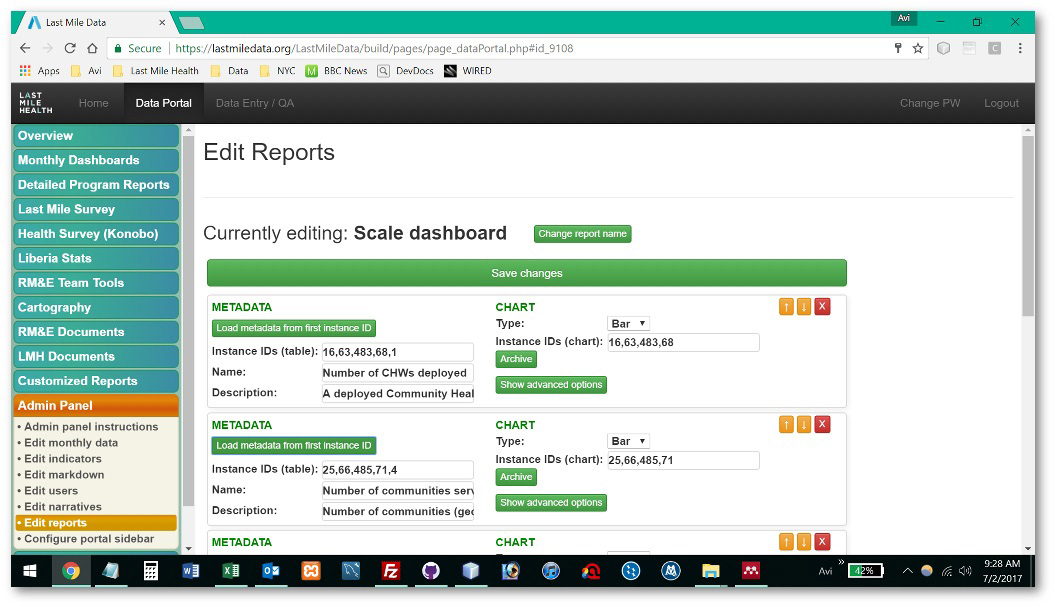 Last Mile Data
Avi
Secure
https://lastmiledata.org/LastMileData/build/pages/page_dataPortal.php#id_9108
Apps
Avi
Last Mile Health
Data
NYC
M
BBC News
DevDocs
WIRED
LAST
MILE
HEALTH
Home
Data Portal
Data Entry / QA
Change PW
Logout
Overview
Monthly Dashboards
Detailed Program Reports
Last Mile Survey
Health Survey (Konobo)
Liberia Stats
RM&E Team Tools
Cartography
RM&E Documents
LMH Documents
Customized Reports
Admin Panel
• Admin panel instructions
• Edit monthly data
• Edit indicators
• Edit markdown
• Edit users
• Edit narratives
• Edit reports
• Configure portal sidebar
Edit Reports
Currently editing: Scale dashboard
Change report name
Save changes
METADATA
Load metadata from first instance ID
Instance IDs (table): 16,63,483,68,1
Name: Number of CHWs deployed
Description: A deployed Community Heal
CHART
Type: Bar
Instance IDs (chart): 16,63,483,68
Archive
Show advanced options
↑ ↓ X
METADATA
Load metadata from first instance ID
Instance IDs (table): 25,66,485,71,4
Name: Number of communities serv
Description: Number of communities (geo
CHART
Type: Bar
Instance IDs (chart): 25,66,485,71
Archive
Show advanced options
↑ ↓ X
METADATA
CHART
↑ ↓ X
Avi
42%
9:28 AM
7/2/2017